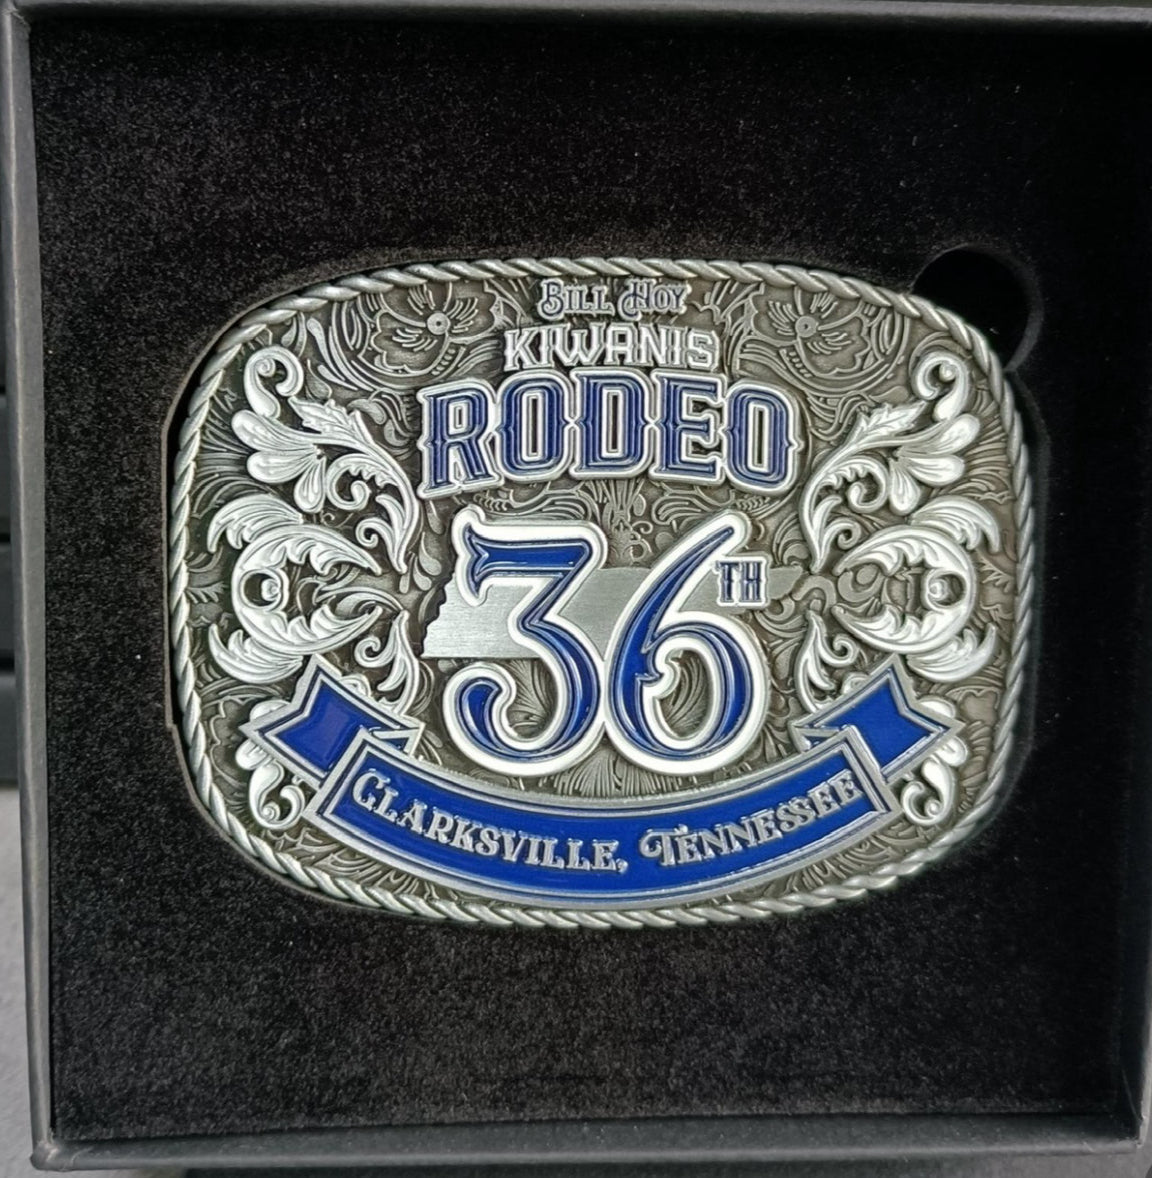 BILL HOY
KIWANIS
RODEO
36TH
CLARKSVILLE, TENNESSEE